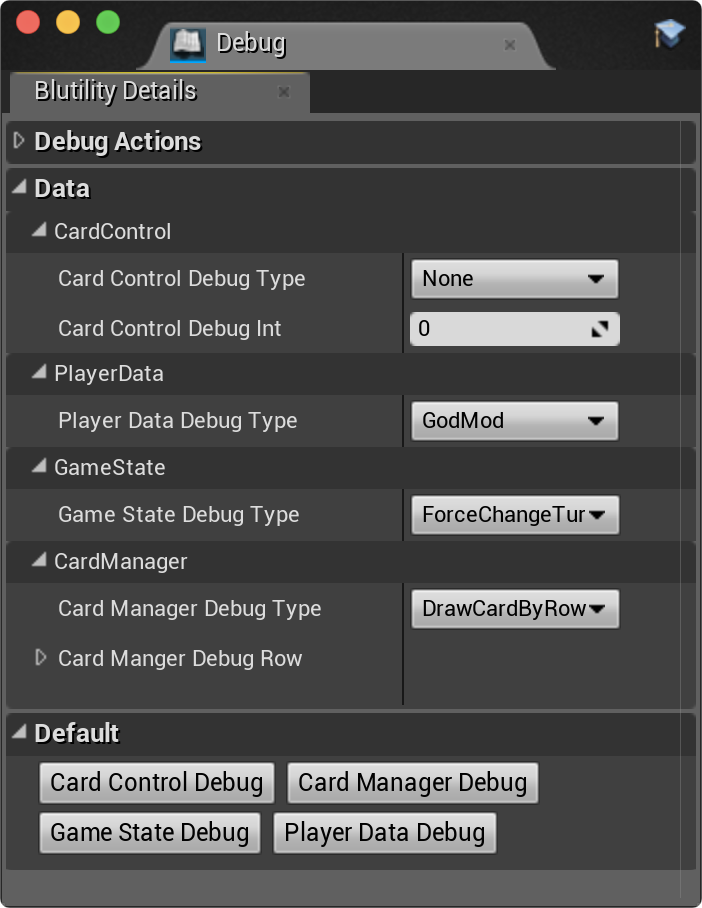 Debug
Blutility Details
Debug Actions
Data
CardControl
Card Control Debug Type None
Card Control Debug Int 0
PlayerData
Player Data Debug Type GodMod
GameState
Game State Debug Type ForceChangeTur
CardManager
Card Manager Debug Type DrawCardByRow
Card Manger Debug Row
Default
Card Control Debug Card Manager Debug
Game State Debug Player Data Debug